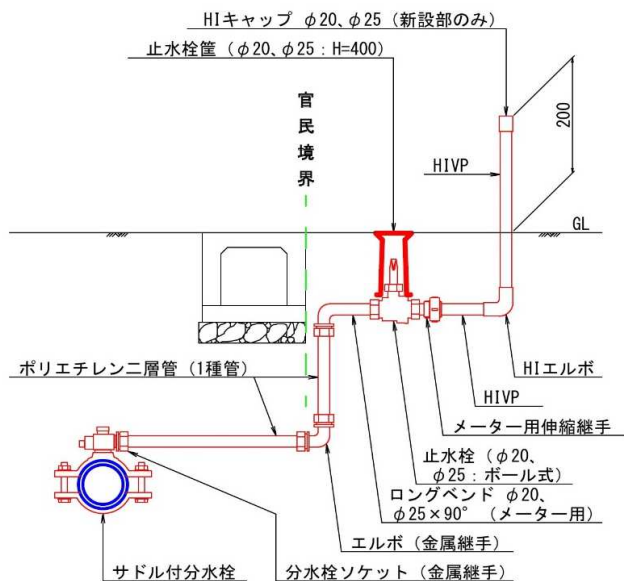 HIキャップ φ20、φ25 (新設部のみ)
止水栓筐 (φ20、φ25:H=400)
官民境界
200
HIVP
GL
ポリエチレン二層管 (1種管)
HIエルボ
HIVP
メーター用伸縮継手
止水栓 (φ20、
φ25:ボール式)
ロングベンド φ20、
φ25×90° (メーター用)
エルボ (金属継手)
サドル付分水栓
分水栓ソケット (金属継手)